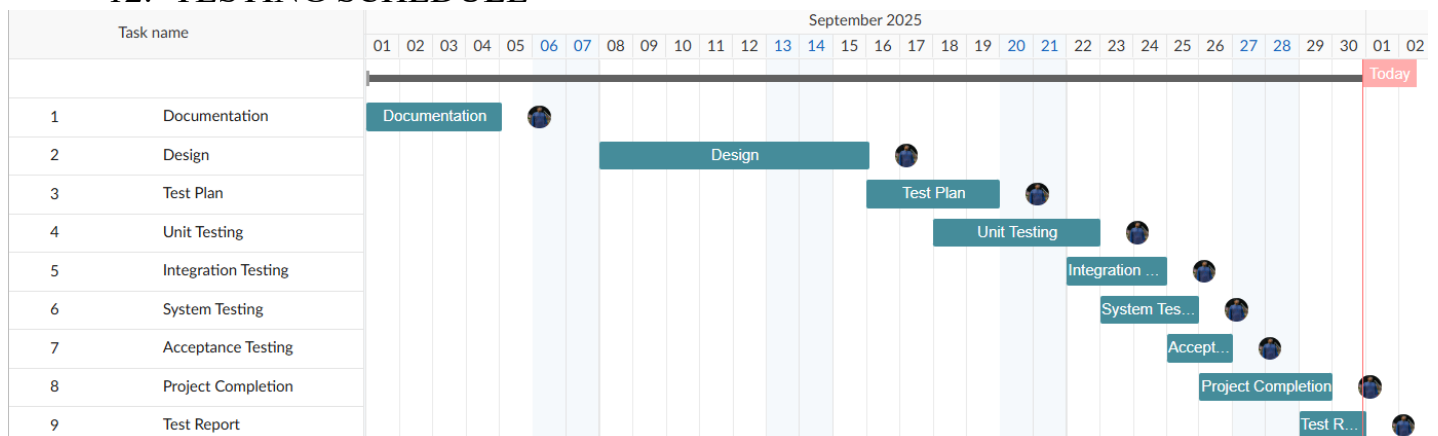 12. TESTING SCHEDULE
Task name
September 2025
01 02 03 04 05 06 07 08 09 10 11 12 13 14 15 16 17 18 19 20 21 22 23 24 25 26 27 28 29 30 01 02
Today
1 Documentation Documentation
2 Design Design
3 Test Plan Test Plan
4 Unit Testing Unit Testing
5 Integration Testing Integration ...
6 System Testing System Tes...
7 Acceptance Testing Accept...
8 Project Completion Project Completion
9 Test Report Test R...